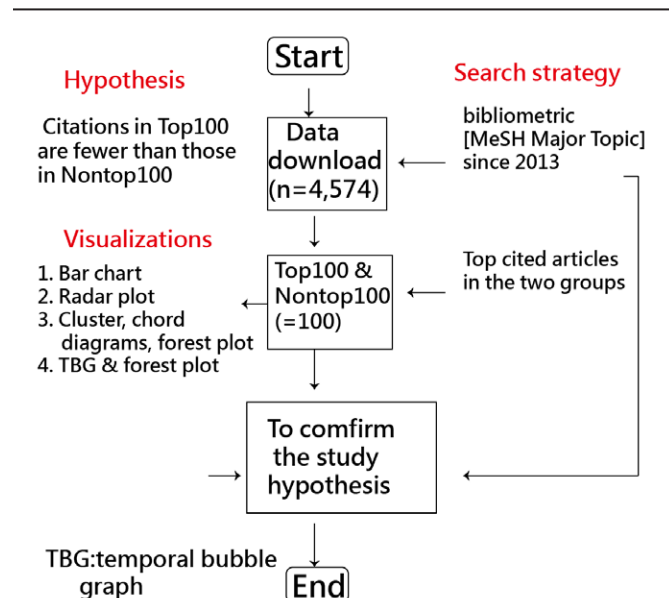 Start
Hypothesis
Search strategy
Citations in Top100
are fewer than those
in Nontop100
Data
download
(n=4,574)
bibliometric
[MeSH Major Topic]
since 2013
Visualizations
1. Bar chart
2. Radar plot
3. Cluster, chord
diagrams, forest plot
4. TBG & forest plot
Top100 &
Nontop100
(=100)
Top cited articles
in the two groups
To comfirm
the study
hypothesis
TBG:temporal bubble
graph
End